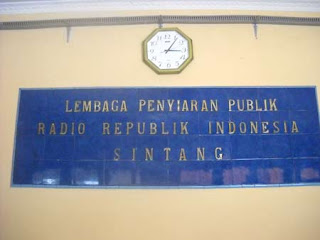 LEMBAGA PENYIARAN PUBLIK
RADIO REPUBLIK INDONESIA
SINTANG